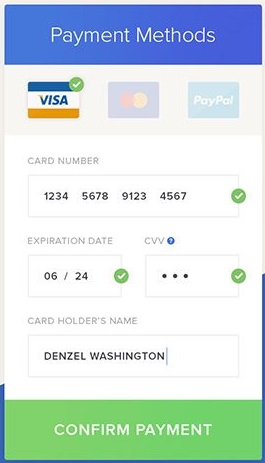 Payment Methods
VISA PayPal
CARD NUMBER
1234 5678 9123 4567
EXPIRATION DATE CVV ?
06 / 24 •••
CARD HOLDER'S NAME
DENZEL WASHINGTON
CONFIRM PAYMENT